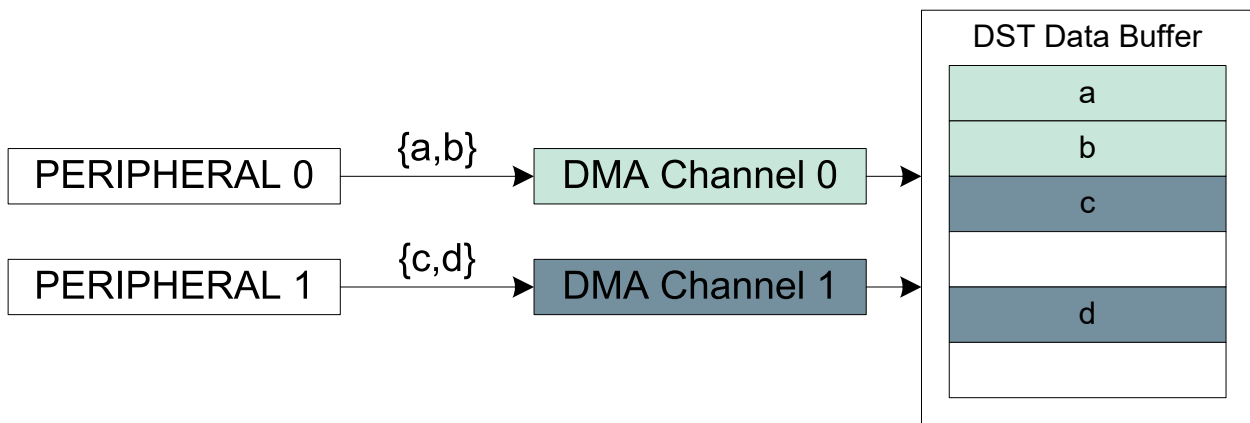 DST Data Buffer
a
b
c
d
PERIPHERAL 0
{a,b}
DMA Channel 0
PERIPHERAL 1
{c,d}
DMA Channel 1